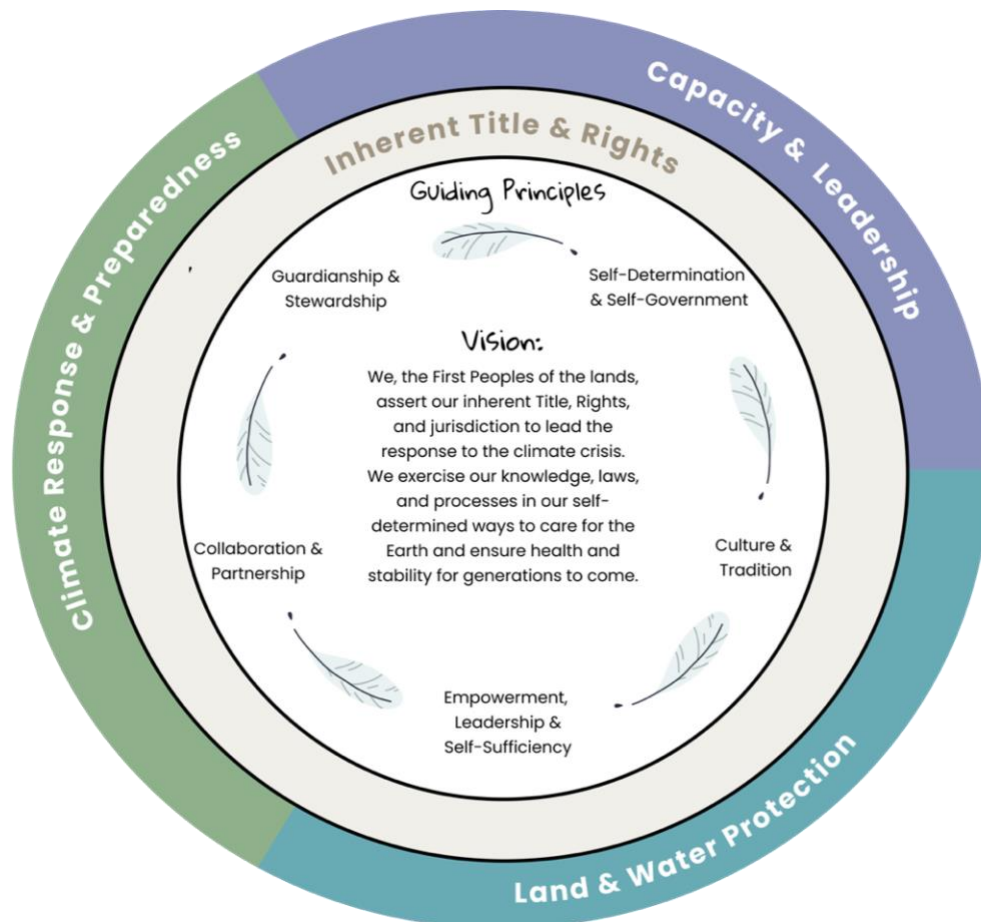 Capacity & Leadership
Climate Response & Preparedness
Inherent Title & Rights
Guiding Principles
Guardianship &
Stewardship
Self-Determination
& Self-Government
Vision:
We, the First Peoples of the lands,
assert our inherent Title, Rights,
and jurisdiction to lead the
response to the climate crisis.
We exercise our knowledge, laws,
and processes in our self-
determined ways to care for the
Earth and ensure health and
stability for generations to come.
Collaboration &
Partnership
Culture &
Tradition
Empowerment,
Leadership &
Self-Sufficiency
Land & Water Protection